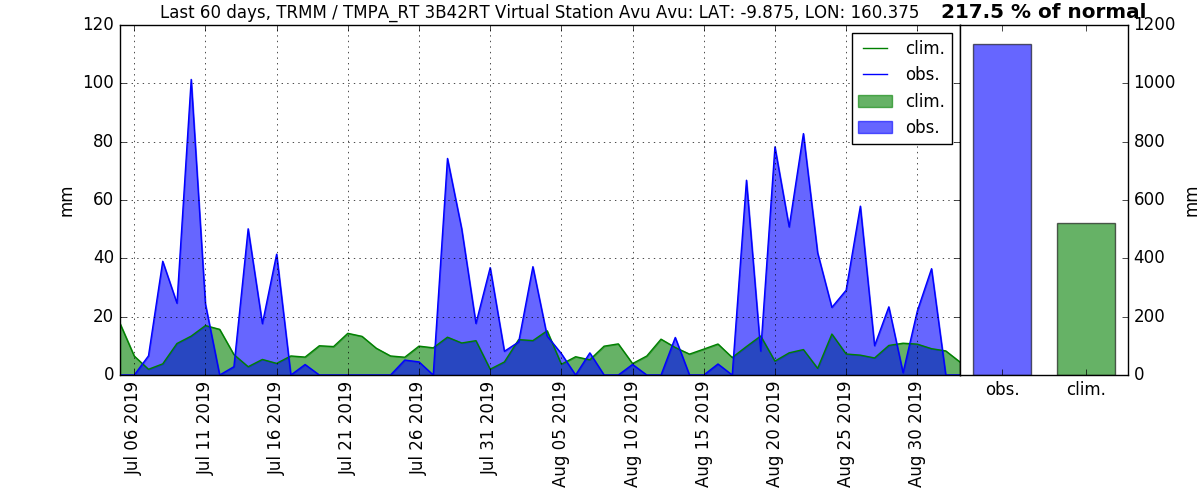 Last 60 days, TRMM / TMPA_RT 3B42RT Virtual Station Avu Avu: LAT: -9.875, LON: 160.375
217.5 % of normal
120
100
80
60
40
20
0
mm
clim.
obs.
clim.
obs.
1200
1000
800
600
400
200
0
mm
Jul 06 2019
Jul 11 2019
Jul 16 2019
Jul 21 2019
Jul 26 2019
Jul 31 2019
Aug 05 2019
Aug 10 2019
Aug 15 2019
Aug 20 2019
Aug 25 2019
Aug 30 2019
obs.
clim.